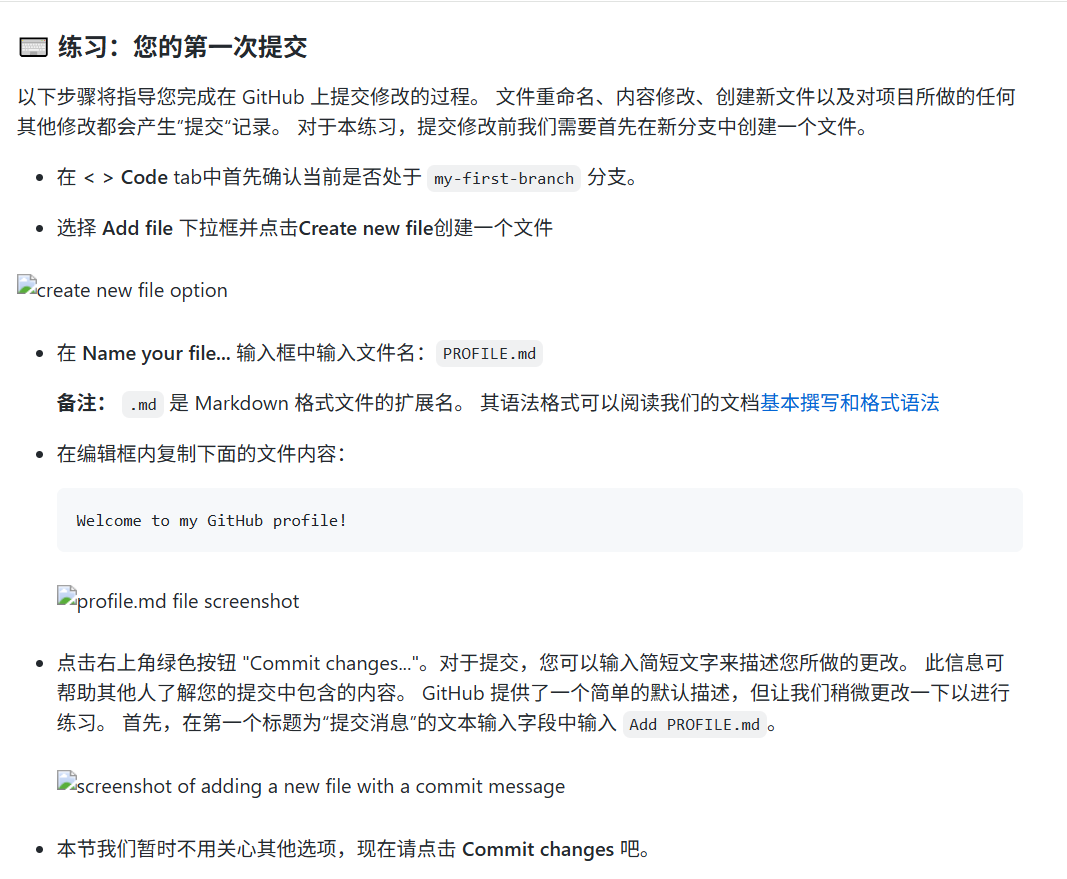 练习：您的第一次提交
以下步骤将指导您完成在 GitHub 上提交修改的过程。 文件重命名、内容修改、创建新文件以及对项目所做的任何
其他修改都会产生”提交“记录。 对于本练习，提交修改前我们需要首先在新分支中创建一个文件。
在 < > Code tab中首先确认当前是否处于 my-first-branch 分支。
选择 Add file 下拉框并点击Create new file创建一个文件
create new file option
在 Name your file... 输入框中输入文件名： PROFILE.md
备注： .md 是 Markdown 格式文件的扩展名。 其语法格式可以阅读我们的文档基本撰写和格式语法
在编辑框内复制下面的文件内容：
Welcome to my GitHub profile!
profile.md file screenshot
点击右上角绿色按钮 "Commit changes..."。对于提交，您可以输入简短文字来描述您所做的更改。 此信息可
帮助其他人了解您的提交中包含的内容。 GitHub 提供了一个简单的默认描述，但让我们稍微更改一下以进行
练习。 首先，在第一个标题为“提交消息”的文本输入字段中输入 Add PROFILE.md 。
screenshot of adding a new file with a commit message
本节我们暂时不用关心其他选项，现在请点击 Commit changes 吧。